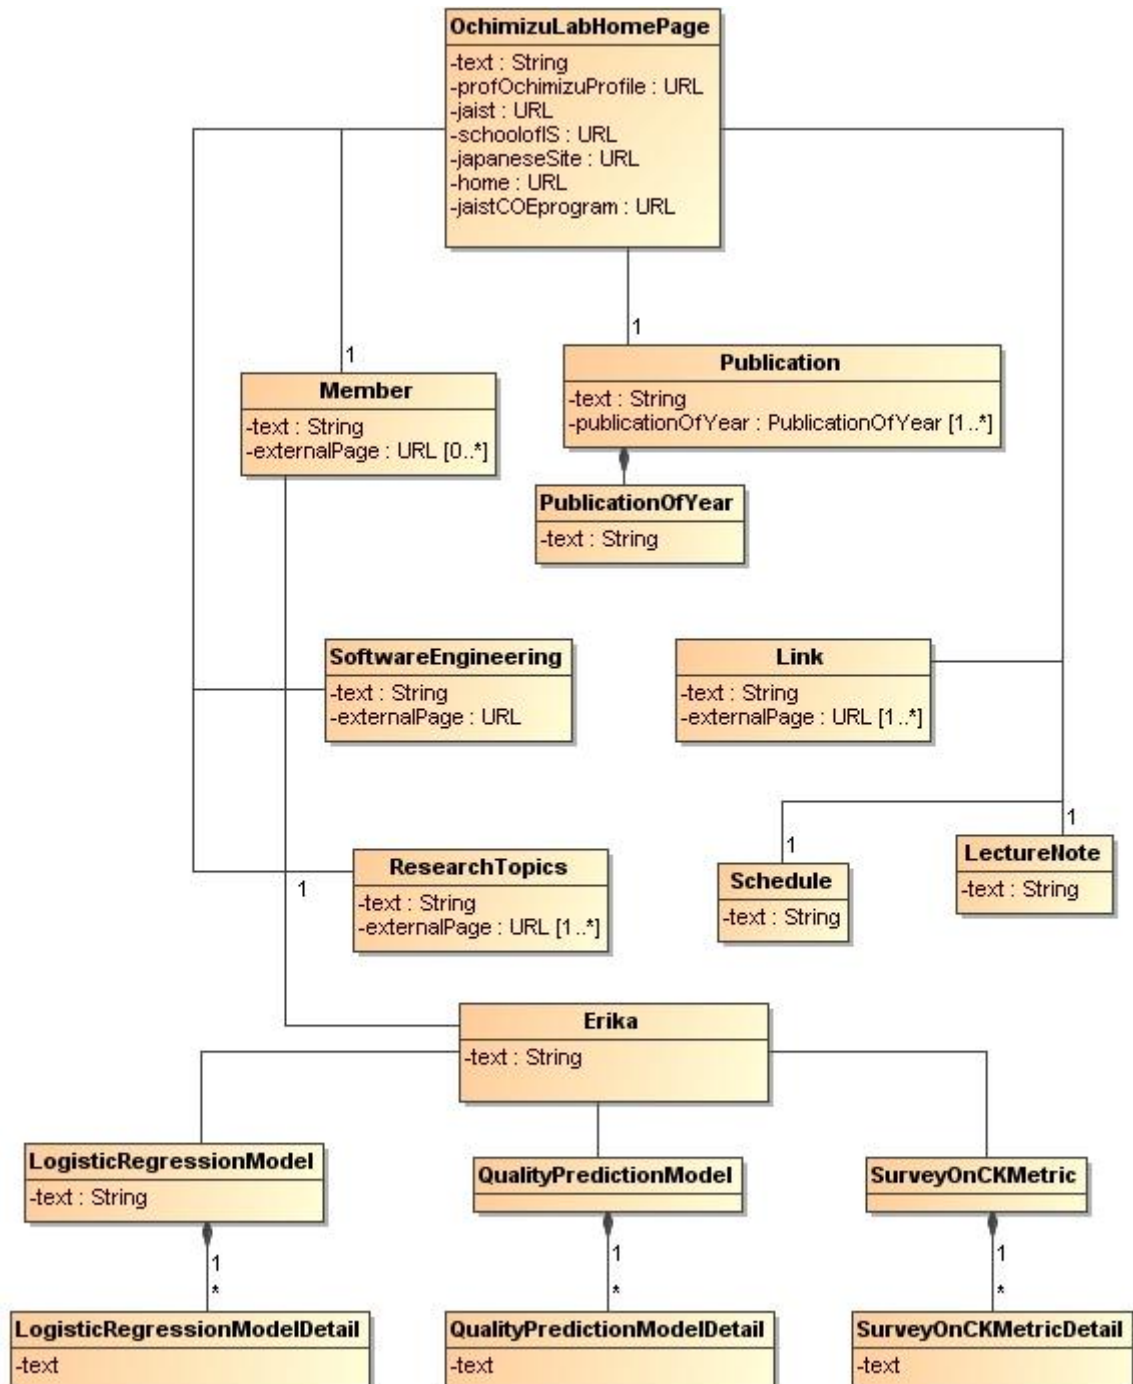 OchimizuLabHomePage
-text : String
-profOchimizuProfile : URL
-jaist : URL
-schoolofIS : URL
-japaneseSite : URL
-home : URL
-jaistCOEprogram : URL
1
1
Member
-text : String
-externalPage : URL [0..*]
Publication
-text : String
-publicationOfYear : PublicationOfYear [1..*]
PublicationOfYear
-text : String
SoftwareEngineering
-text : String
-externalPage : URL
Link
-text : String
-externalPage : URL [1..*]
1
ResearchTopics
-text : String
-externalPage : URL [1..*]
1
Schedule
-text : String
1
LectureNote
-text : String
Erika
-text : String
LogisticRegressionModel
-text : String
QualityPredictionModel
SurveyOnCKMetric
1
*
1
*
1
*
LogisticRegressionModelDetail
-text
QualityPredictionModelDetail
-text
SurveyOnCKMetricDetail
-text